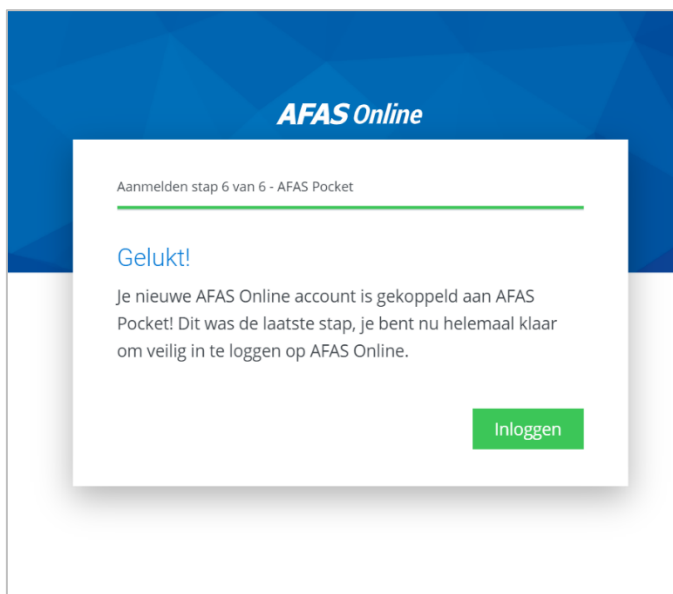 AFAS Online
Aanmelden stap 6 van 6 - AFAS Pocket
Gelukt!
Je nieuwe AFAS Online account is gekoppeld aan AFAS
Pocket! Dit was de laatste stap, je bent nu helemaal klaar
om veilig in te loggen op AFAS Online.
Inloggen